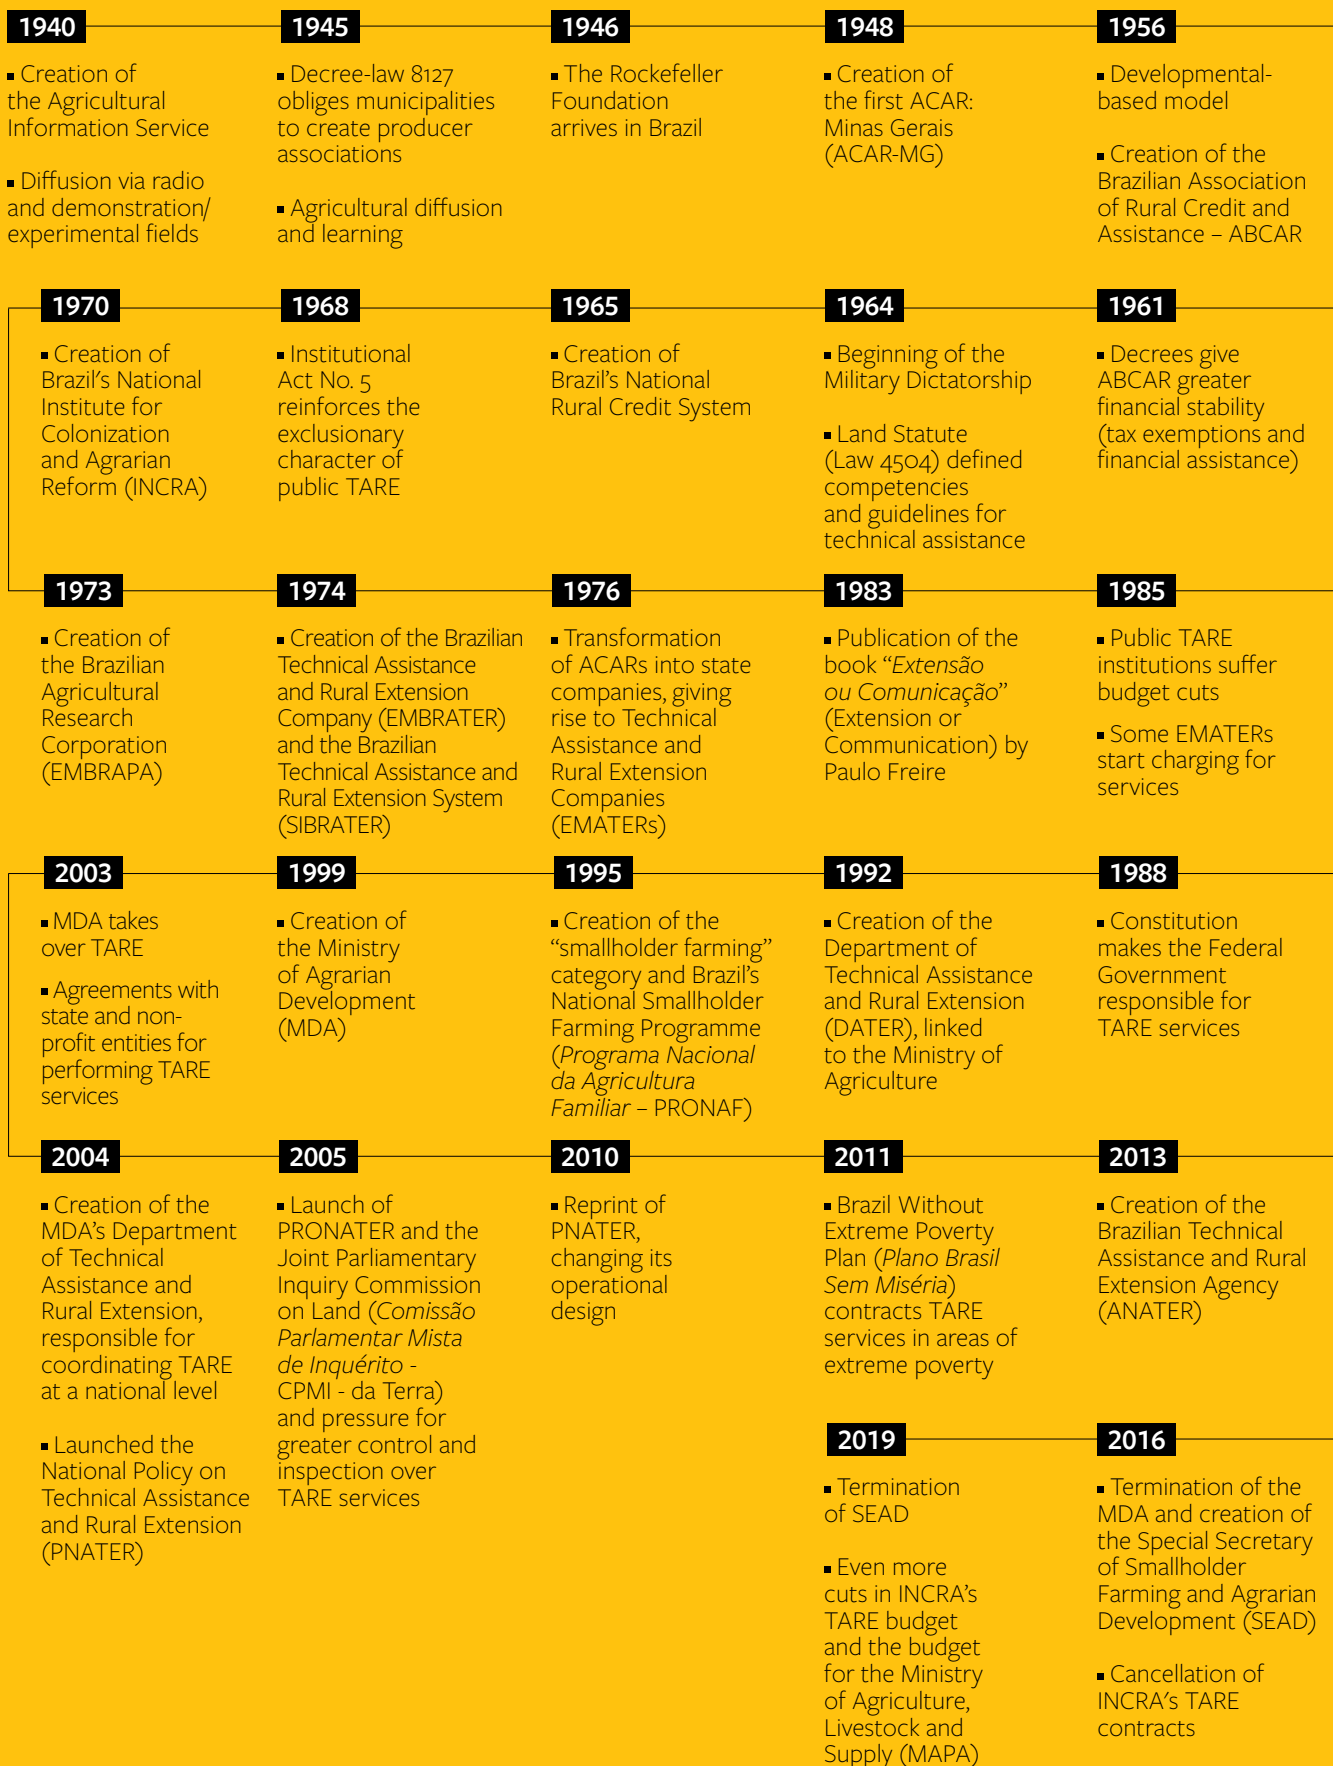 1940
▪ Creation of
the Agricultural
Information Service
▪ Diffusion via radio
and demonstration/
experimental fields
1945
▪ Decree-law 8127
obliges municipalities
to create producer
associations
▪ Agricultural diffusion
and learning
1946
▪ The Rockefeller
Foundation
arrives in Brazil
1948
▪ Creation of
the first ACAR:
Minas Gerais
(ACAR-MG)
1956
▪ Developmental-
based model
▪ Creation of the
Brazilian Association
of Rural Credit and
Assistance – ABCAR
1961
▪ Decrees give
ABCAR greater
financial stability
(tax exemptions and
financial assistance)
1964
▪ Beginning of the
Military Dictatorship
▪ Land Statute
(Law 4504) defined
competencies
and guidelines for
technical assistance
1965
▪ Creation of
Brazil’s National
Rural Credit System
1968
▪ Institutional
Act No. 5
reinforces the
exclusionary
character of
public TARE
1970
▪ Creation of
Brazil’s National
Institute for
Colonization
and Agrarian
Reform (INCRA)
1973
▪ Creation of
the Brazilian
Agricultural
Research
Corporation
(EMBRAPA)
1974
▪ Creation of the Brazilian
Technical Assistance
and Rural Extension
Company (EMBRATER)
and the Brazilian
Technical Assistance and
Rural Extension System
(SIBRATER)
1976
▪ Transformation
of ACARs into state
companies, giving
rise to Technical
Assistance and
Rural Extension
Companies
(EMATERs)
1983
▪ Publication of the
book “Extensão
ou Comunicação”
(Extension or
Communication) by
Paulo Freire
1985
▪ Public TARE
institutions suffer
budget cuts
▪ Some EMATERs
start charging for
services
1988
▪ Constitution
makes the Federal
Government
responsible for
TARE services
1992
▪ Creation of the
Department of
Technical Assistance
and Rural Extension
(DATER), linked
to the Ministry of
Agriculture
1995
▪ Creation of the
“smallholder farming”
category and Brazil’s
National Smallholder
Farming Programme
(Programa Nacional
da Agricultura
Familiar – PRONAF)
1999
▪ Creation of
the Ministry
of Agrarian
Development
(MDA)
2003
▪ MDA takes
over TARE
▪ Agreements with
state and non-
profit entities for
performing TARE
services
2004
▪ Creation of the
MDA’s Department
of Technical
Assistance and
Rural Extension,
responsible for
coordinating TARE
at a national level
▪ Launched the
National Policy on
Technical Assistance
and Rural Extension
(PNATER)
2005
▪ Launch of
PRONATER and the
Joint Parliamentary
Inquiry Commission
on Land (Comissão
Parlamentar Mista
de Inquérito -
CPMI - da Terra)
and pressure for
greater control and
inspection over
TARE services
2010
▪ Reprint of
PNATER,
changing its
operational
design
2011
▪ Brazil Without
Extreme Poverty
Plan (Plano Brasil
Sem Miséria)
contracts TARE
services in areas of
extreme poverty
2013
▪ Creation of the
Brazilian Technical
Assistance and Rural
Extension Agency
(ANATER)
2016
▪ Termination of the
MDA and creation of
the Special Secretary
of Smallholder
Farming and Agrarian
Development (SEAD)
▪ Cancellation of
INCRA’s TARE
contracts
2019
▪ Termination
of SEAD
▪ Even more
cuts in INCRA’s
TARE budget
and the budget
for the Ministry
of Agriculture,
Livestock and
Supply (MAPA)